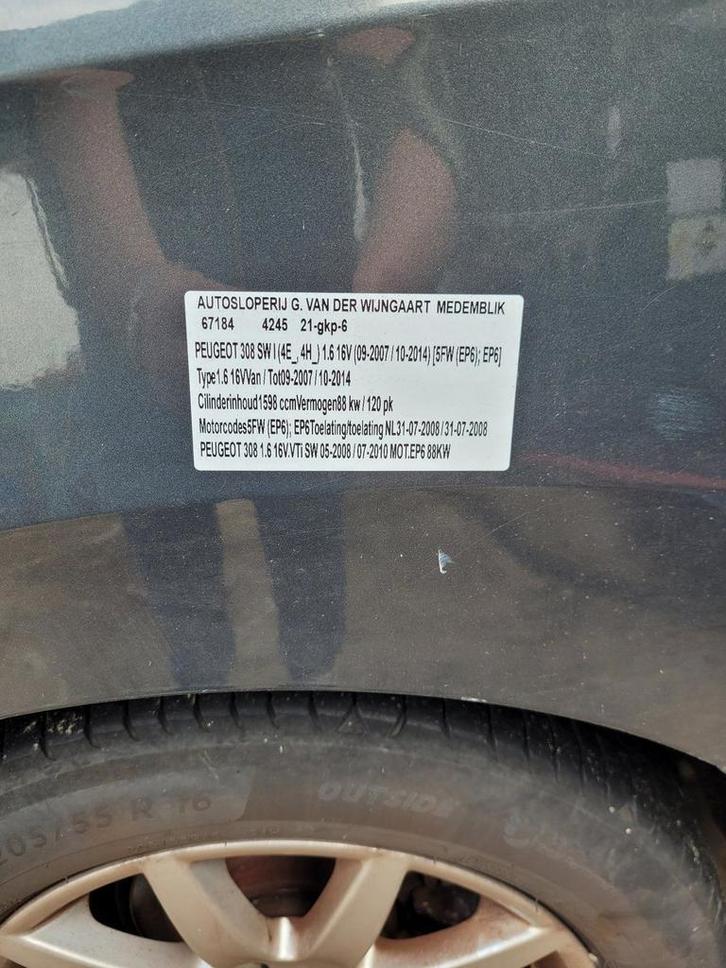 AUTOSLOPERIJ G. VAN DER WIJNGAART MEDEMBLIK
67184 4245 21-gkp-6
PEUGEOT 308 SW I (4E_, 4H_) 1.6 16V (09-2007 / 10-2014) [5FW (EP6); EP6]
Type1.6 16VVan / Tot09-2007 / 10-2014
Cilinderinhoud1598 ccmVermogen88 kw / 120 pk
Motorcodes5FW (EP6); EP6Toelating/toelating NL31-07-2008 / 31-07-2008
PEUGEOT 308 1.6 16V.VTi SW 05-2008 / 07-2010 MOT.EP6 88KW
205/55 R 16
OUTSIDE